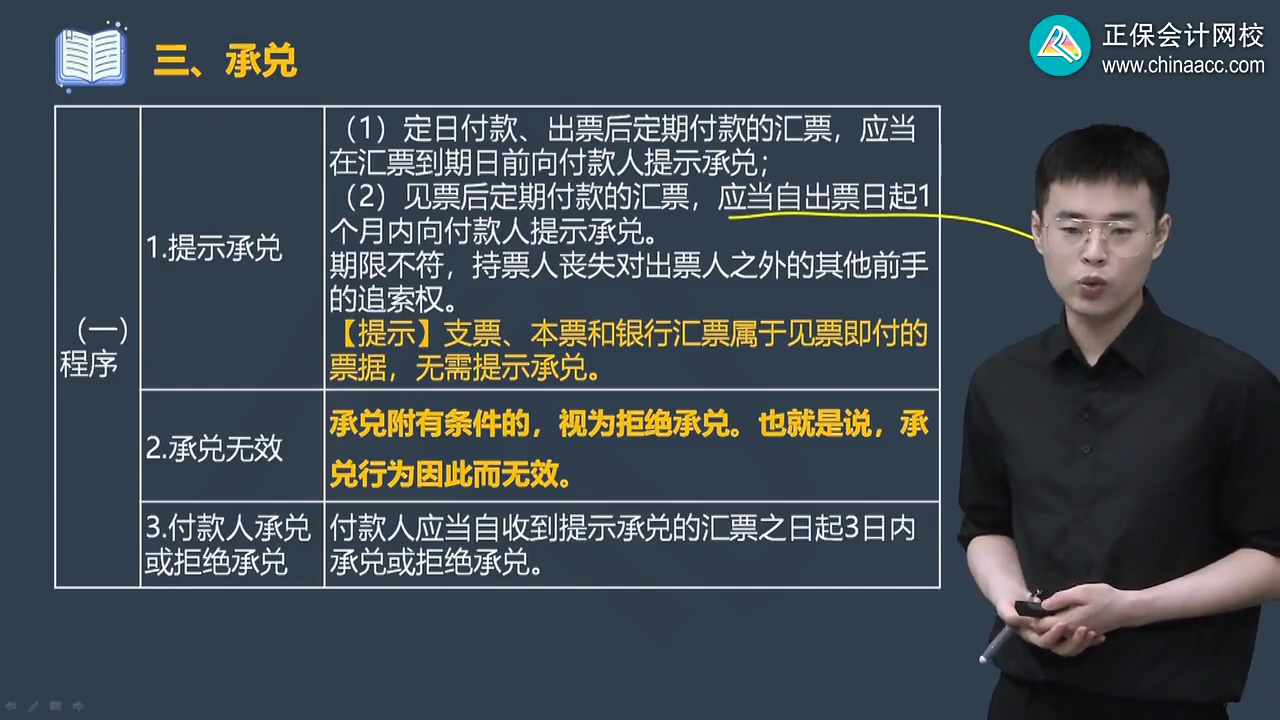 三、承兑
正保会计网校
www.chinaacc.com
（一）
程序
1.提示承兑
（1）定日付款、出票后定期付款的汇票，应当
在汇票到期日前向付款人提示承兑；
（2）见票后定期付款的汇票，应当自出票日起1
个月内向付款人提示承兑。
期限不符，持票人丧失对出票人之外的其他前手
的追索权。
【提示】支票、本票和银行汇票属于见票即付的
票据，无需提示承兑。
2.承兑无效
承兑附有条件的，视为拒绝承兑。也就是说，承
兑行为因此而无效。
3.付款人承兑
或拒绝承兑
付款人应当自收到提示承兑的汇票之日起3日内
承兑或拒绝承兑。